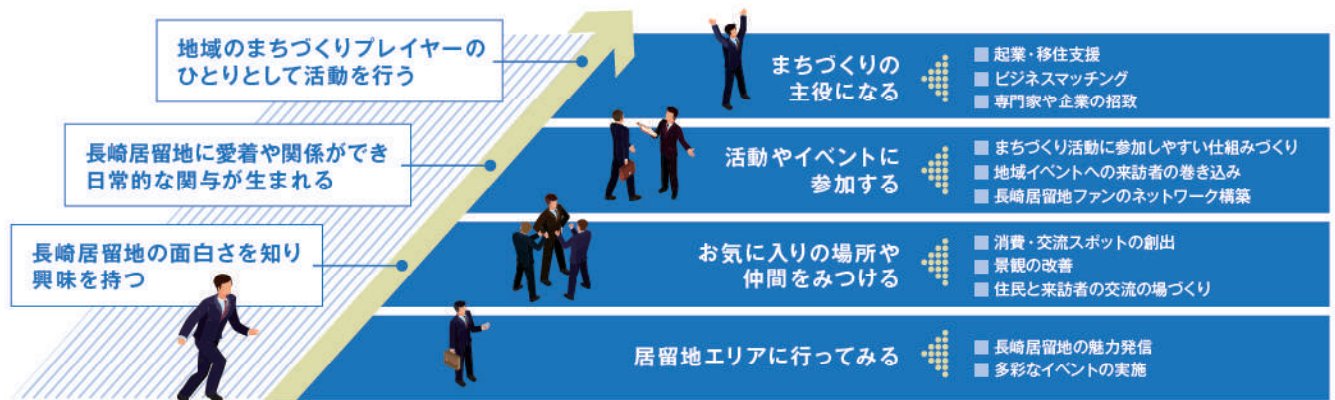 地域のまちづくりプレイヤーの
ひとりとして活動を行う
長崎居留地に愛着や関係ができ
日常的な関与が生まれる
長崎居留地の面白さを知り
興味を持つ
まちづくりの
主役になる
■ 起業・移住支援
■ ビジネスマッチング
■ 専門家や企業の招致
活動やイベントに
参加する
■ まちづくり活動に参加しやすい仕組みづくり
■ 地域イベントへの来訪者の巻き込み
■ 長崎居留地ファンのネットワーク構築
お気に入りの場所や
仲間をみつける
■ 消費・交流スポットの創出
■ 景観の改善
■ 住民と来訪者の交流の場づくり
居留地エリアに行ってみる
■ 長崎居留地の魅力発信
■ 多彩なイベントの実施